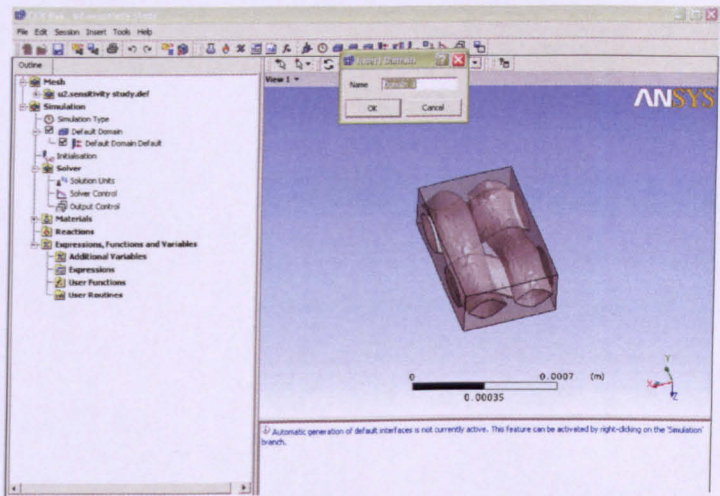 File Edit Session Insert Tools Help
Outline
Mesh
u2.sensitivity study.def
Simulation
Simulation Type
Default Domain
Default Domain Default
Initialisation
Solver
Solution Units
Solver Control
Output Control
Materials
Reactions
Expressions, Functions and Variables
Additional Variables
Expressions
User Functions
User Routines
View 1
Insert Domain
Name
OK Cancel
ANSYS
0 0.0007 (m)
0.00035
Y
X
Z
Automatic generation of default interfaces is not currently active. This feature can be activated by right-clicking on the 'Simulation'
branch.